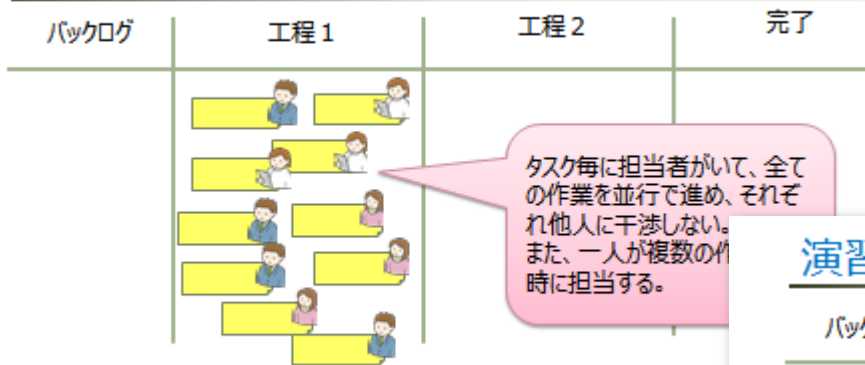 バックログ
工程1
工程2
完了
タスク毎に担当者がいて、全て
の作業を並行で進め、それぞ
れ他人に干渉しない。
また、一人が複数の作
時に担当する。
演習
バック